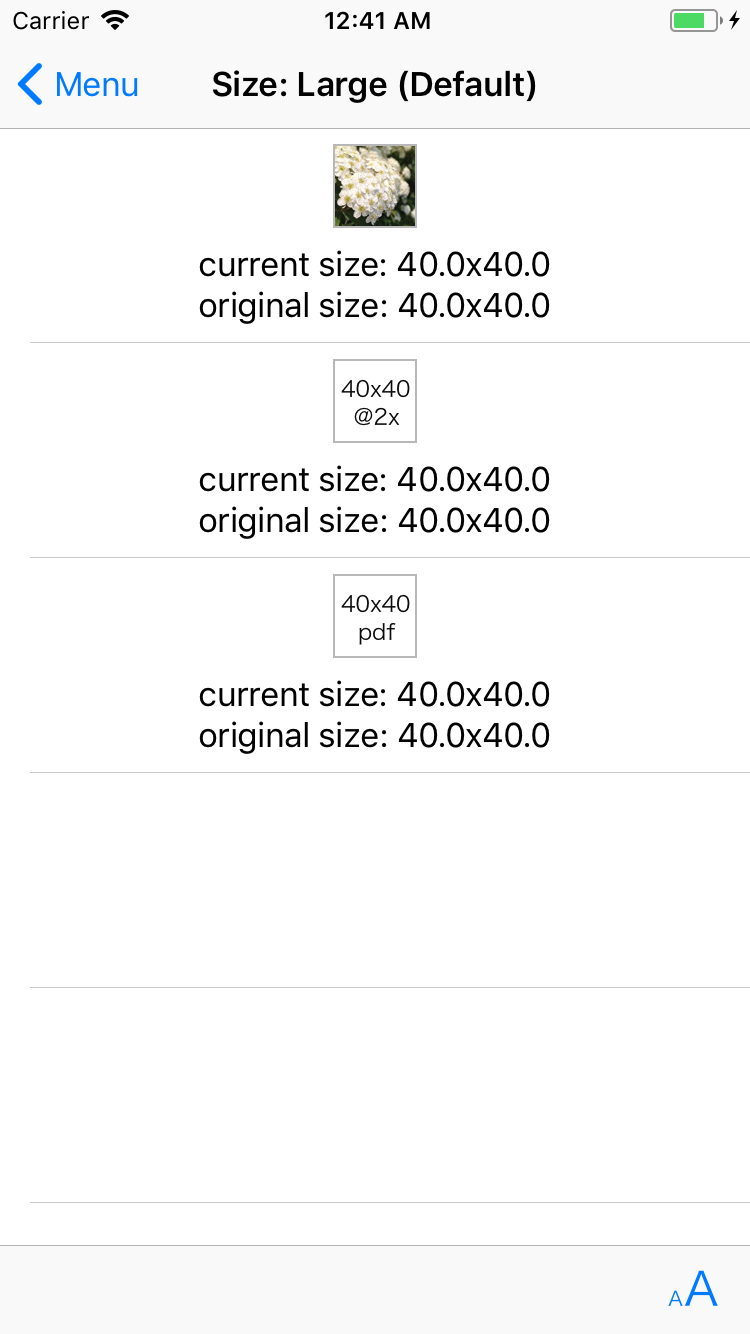 Carrier 12:41 AM
Menu Size: Large (Default)
current size: 40.0x40.0
original size: 40.0x40.0
40x40
@2x
current size: 40.0x40.0
original size: 40.0x40.0
40x40
pdf
current size: 40.0x40.0
original size: 40.0x40.0
AA